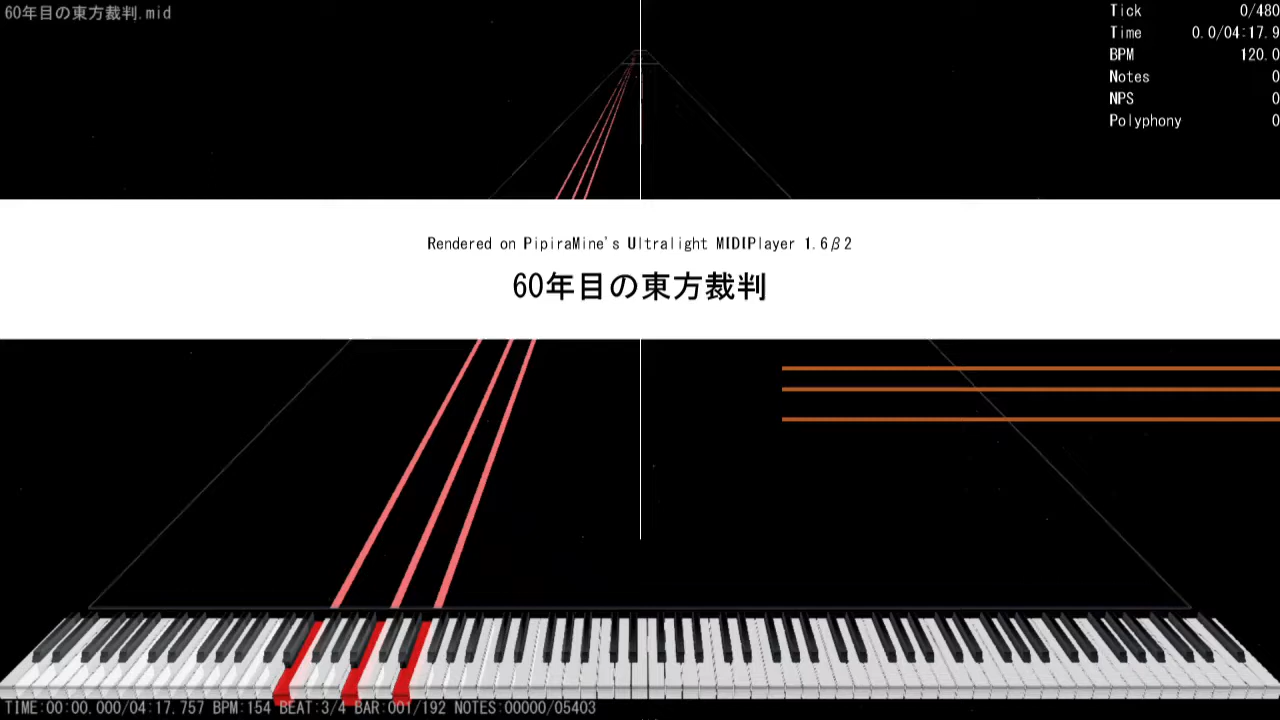 60年目の東方裁判.mid
Tick 0/480
Time 0.0/04:17.9
BPM 120.0
Notes 0
NPS 0
Polyphony 0
Rendered on PipiraMine's Ultralight MIDIPlayer 1.6β2
60年目の東方裁判
TIME:00:00.000/04:17.757 BPM:154 BEAT:3/4 BAR:001/192 NOTES:00000/05403